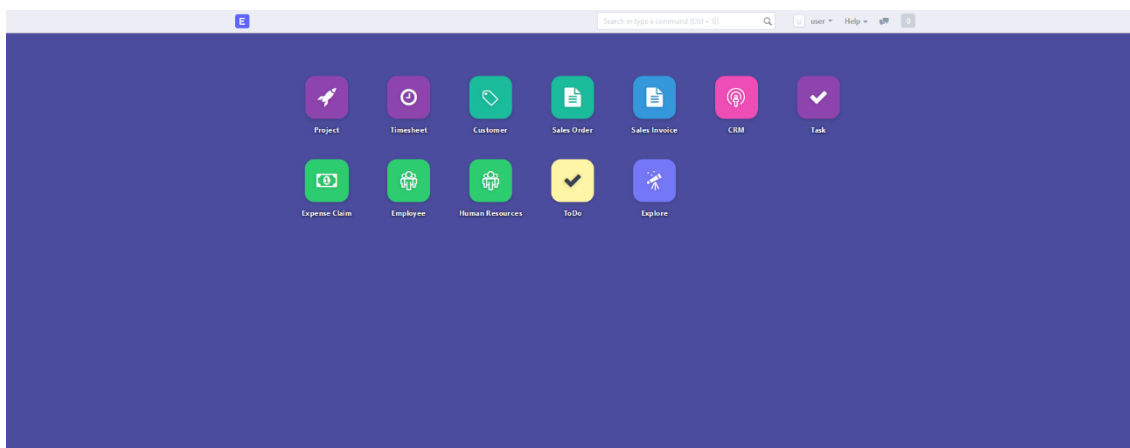 E
Search or type a command (Ctrl + G)
user
Help
Project Timesheet Customer Sales Order Sales Invoice CRM Task
Expense Claim Employee Human Resources ToDo Explore